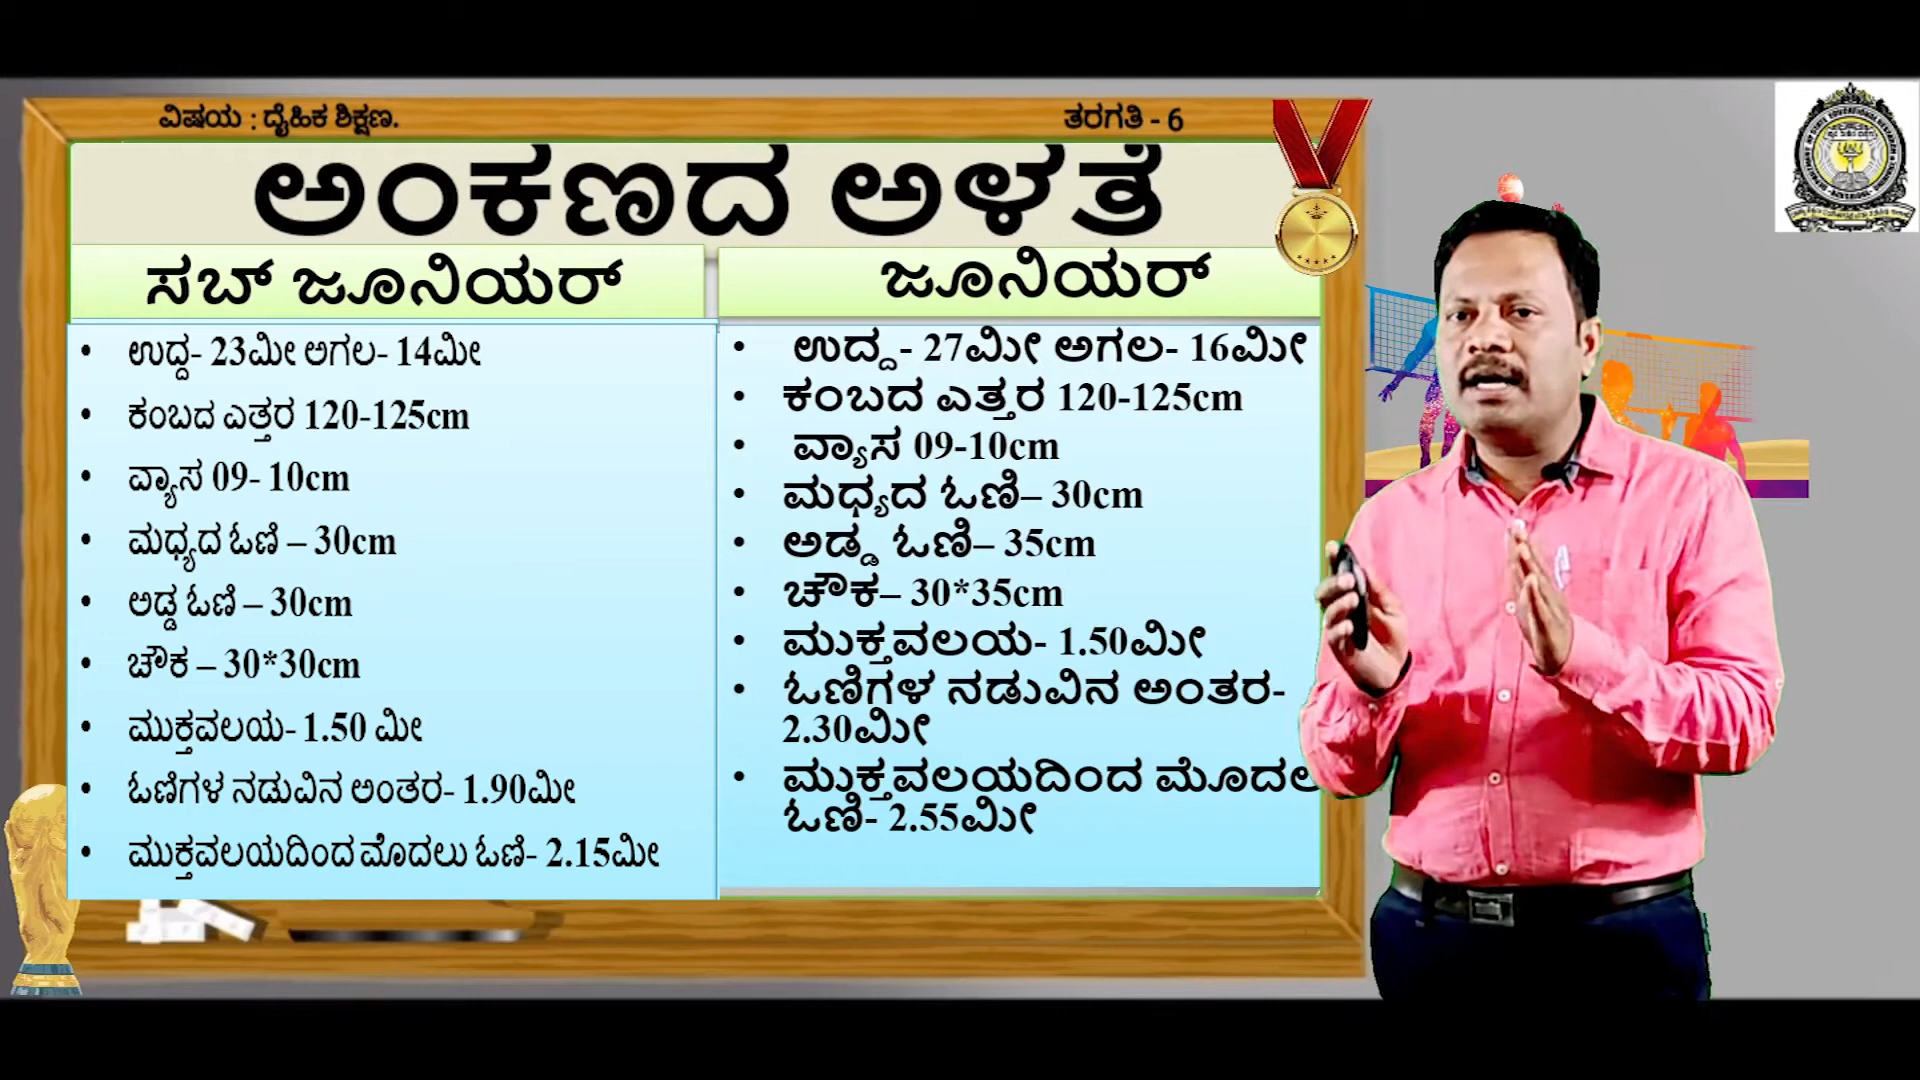 ವಿಷಯ : ದೈಹಿಕ ಶಿಕ್ಷಣ.
ತರಗತಿ - 6
ಅಂಕಣದ ಅಳತೆ
ಸಬ್ ಜೂನಿಯರ್
• ಉದ್ದ- 23ಮೀ ಅಗಲ- 14ಮೀ
• ಕಂಬದ ಎತ್ತರ 120-125cm
• ವ್ಯಾಸ 09- 10cm
• ಮಧ್ಯದ ಓಣಿ – 30cm
• ಅಡ್ಡ ಓಣಿ – 30cm
• ಚೌಕ – 30*30cm
• ಮುಕ್ತವಲಯ- 1.50 ಮೀ
• ಓಣಿಗಳ ನಡುವಿನ ಅಂತರ- 1.90ಮೀ
• ಮುಕ್ತವಲಯದಿಂದ ಮೊದಲು ಓಣಿ- 2.15ಮೀ
ಜೂನಿಯರ್
• ಉದ್ದ - 27ಮೀ ಅಗಲ- 16ಮೀ
• ಕಂಬದ ಎತ್ತರ 120-125cm
• ವ್ಯಾಸ 09-10cm
• ಮಧ್ಯದ ಓಣಿ– 30cm
• ಅಡ್ಡ ಓಣಿ– 35cm
• ಚೌಕ– 30*35cm
• ಮುಕ್ತವಲಯ- 1.50ಮೀ
• ಓಣಿಗಳ ನಡುವಿನ ಅಂತರ-
2.30ಮೀ
• ಮುಕ್ತವಲಯದಿಂದ ಮೊದಲ
ಓಣಿ- 2.55ಮೀ